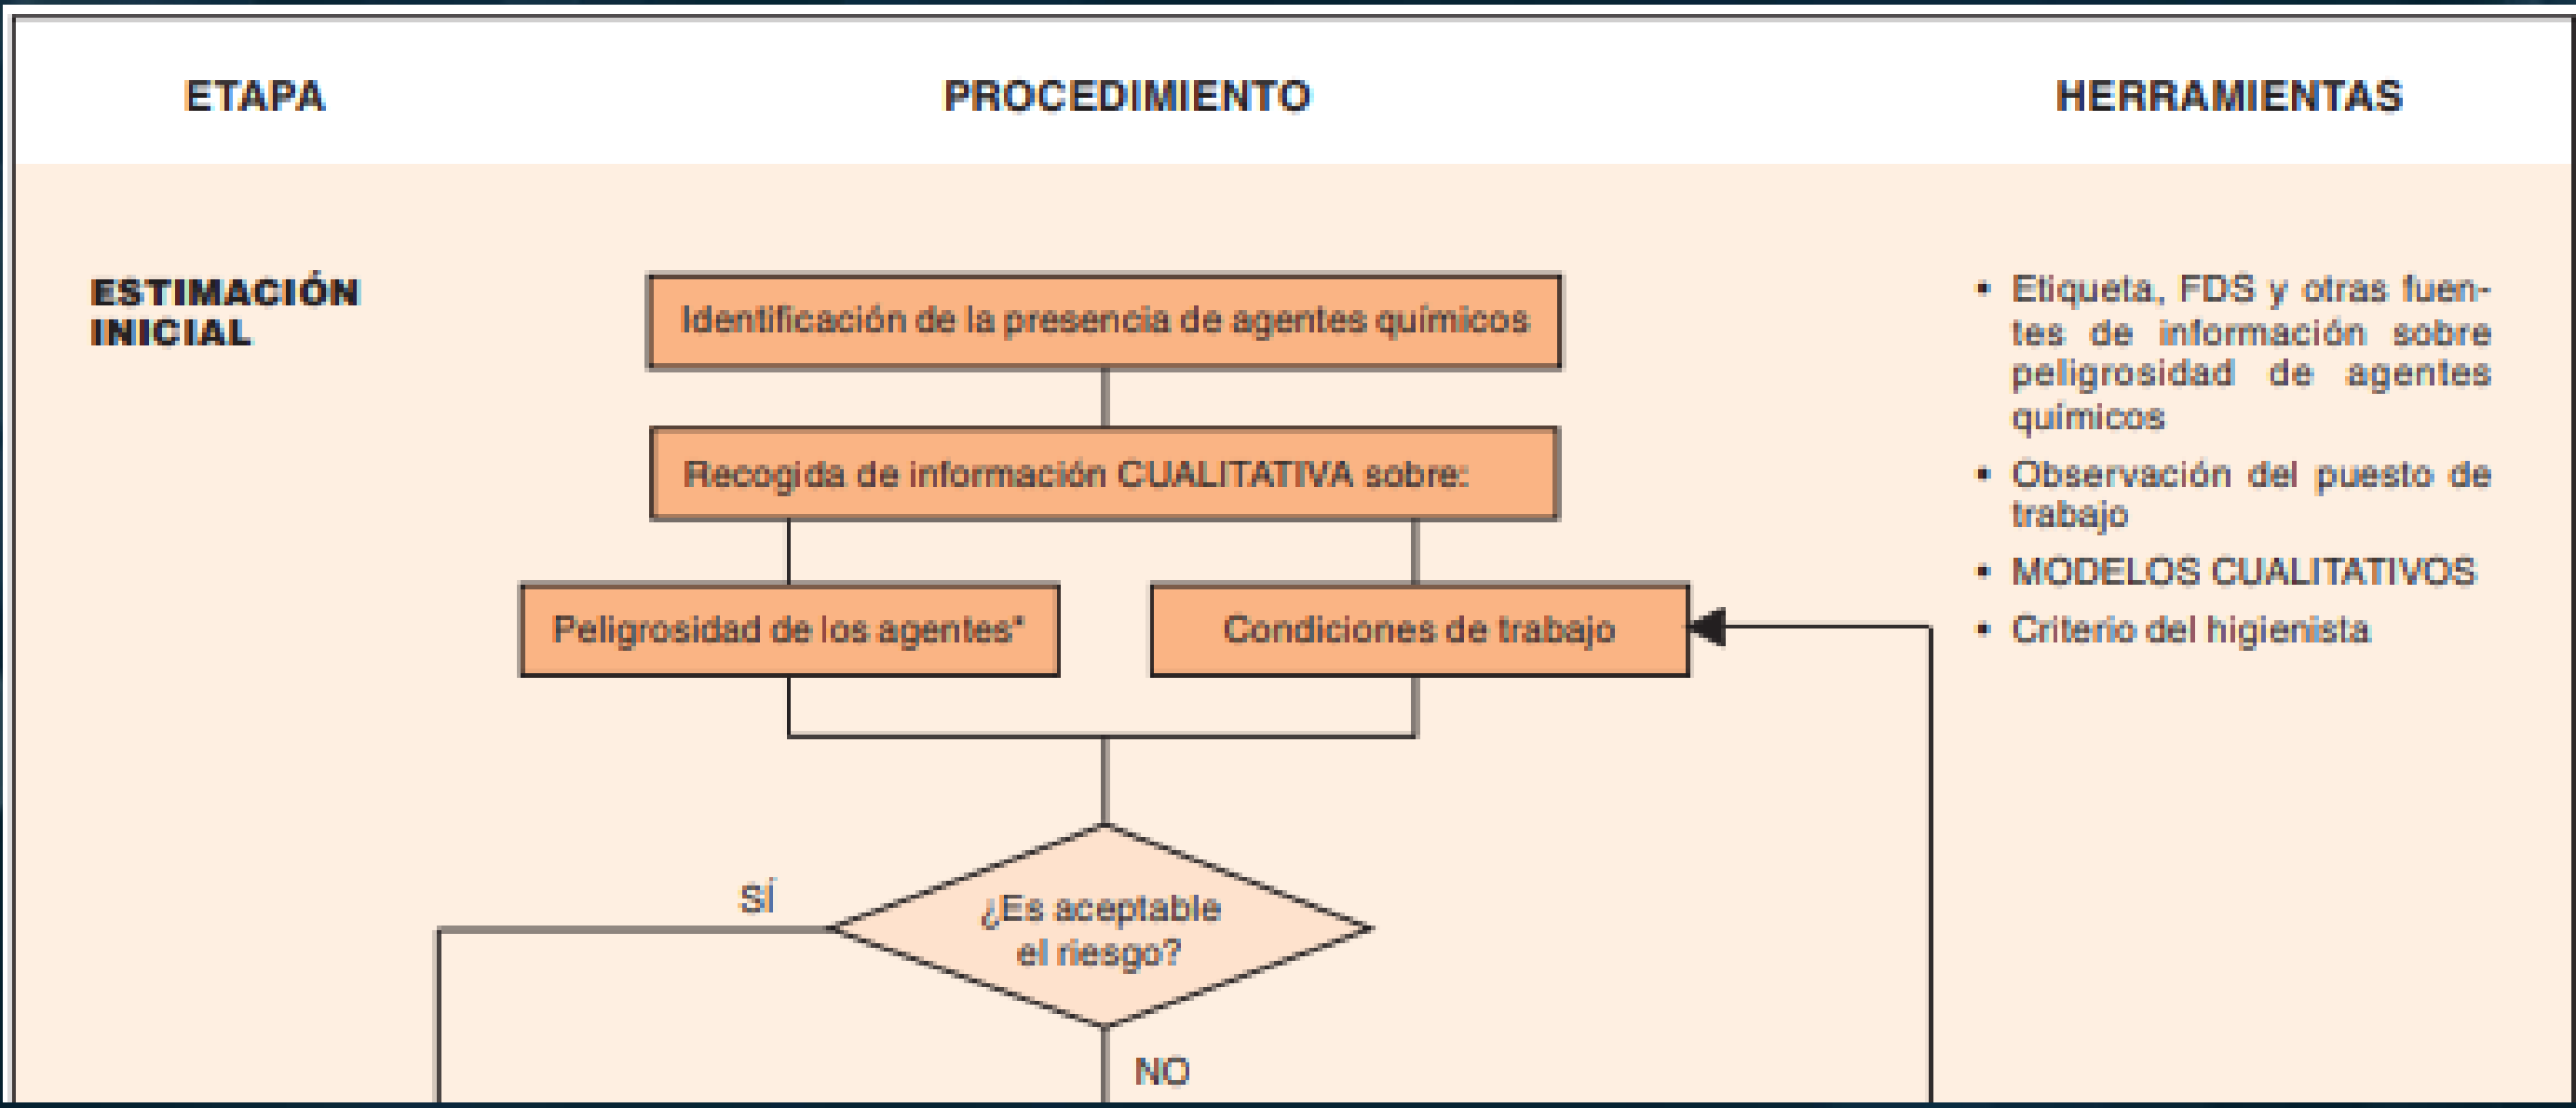 ETAPA
PROCEDIMIENTO
HERRAMIENTAS
ESTIMACIÓN
INICIAL
Identificación de la presencia de agentes químicos
Recogida de información CUALITATIVA sobre:
Peligrosidad de los agentes*
Condiciones de trabajo
¿Es aceptable
el riesgo?
SÍ
NO
• Etiqueta, FDS y otras fuen-
tes de información sobre
peligrosidad de agentes
químicos
• Observación del puesto de
trabajo
• MODELOS CUALITATIVOS
• Criterio del higienista